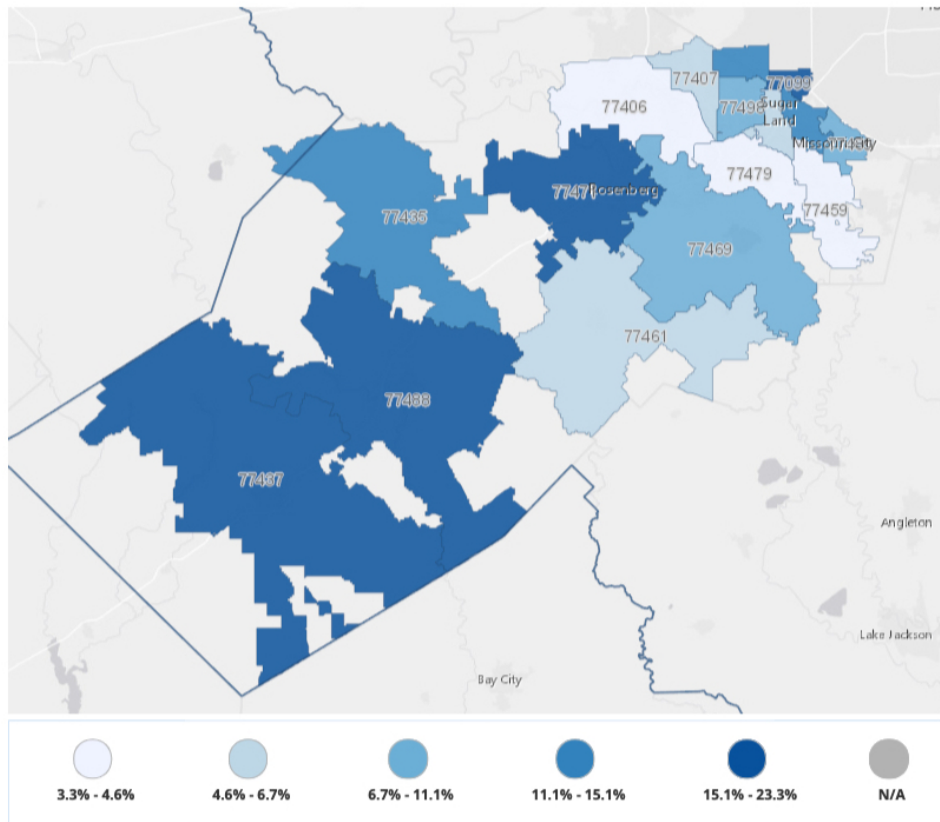 77407
77099
77406
77498
Sugar
Land
Missouri City
77479
77471
Rosenberg
77435
77459
77469
77461
77488
77437
Angleton
Lake Jackson
Bay City
3.3% - 4.6%
4.6% - 6.7%
6.7% - 11.1%
11.1% - 15.1%
15.1% - 23.3%
N/A